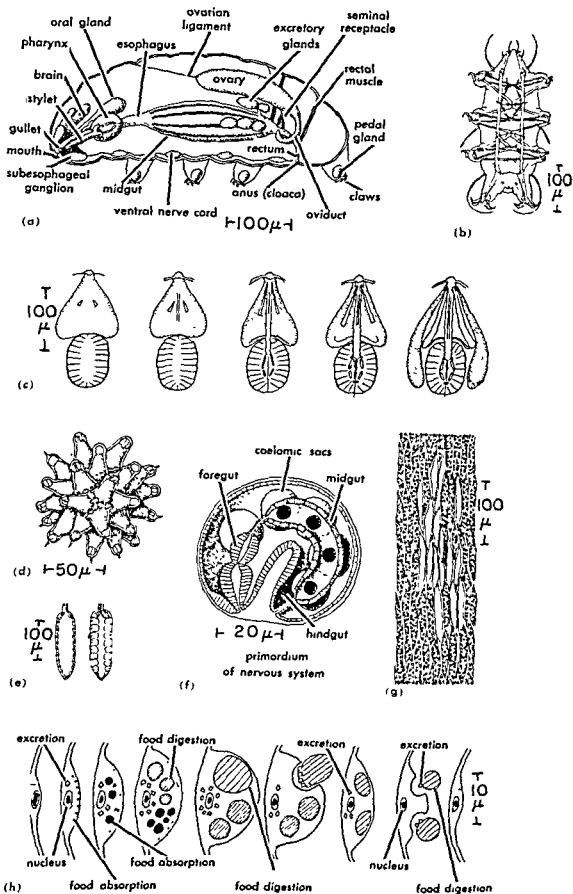 oral gland
pharynx
brain
stylet
gullet
mouth
subesophageal
ganglion
esophagus
ovarian
ligament
ovary
excretory
glands
seminal
receptacle
rectal
muscle
pedal
gland
rectum
midgut
ventral nerve cord
anus (cloaca)
oviduct
claws
(a)
100μ
(b)
100
μ
(c)
100
μ
(d)
50μ
(e)
100
μ
coelomic sacs
foregut
midgut
hindgut
20μ
primordium
of nervous system
(f)
(g)
100
μ
excretion
food digestion
excretion
excretion
10
μ
nucleus
food absorption
food absorption
food digestion
nucleus
food digestion
(h)